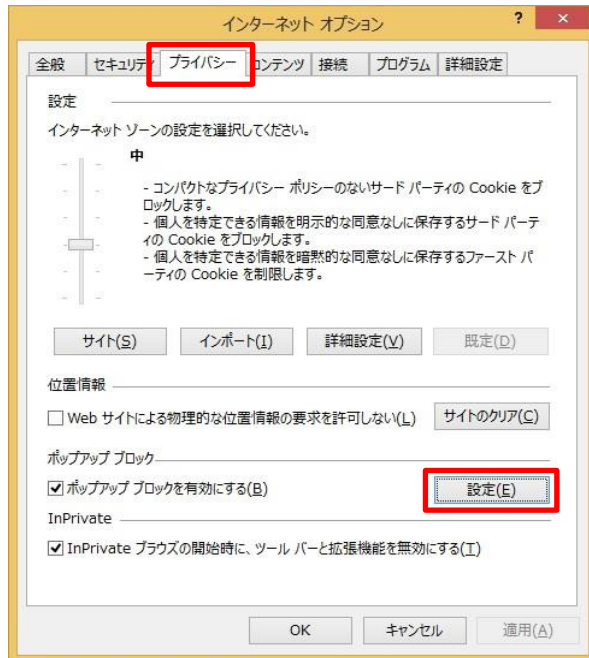 インターネット オプション ? ×
全般 セキュリティ プライバシー コンテンツ 接続 プログラム 詳細設定
設定
インターネット ゾーンの設定を選択してください。
中
- コンパクトなプライバシー ポリシーのないサード パーティの Cookie をブ
ロックします。
- 個人を特定できる情報を明示的な同意なしに保存するサード パーテ
ィの Cookie をブロックします。
- 個人を特定できる情報を暗黙的な同意なしに保存するファースト パ
ーティの Cookie を制限します。
サイト(S) インポート(I) 詳細設定(V) 既定(D)
位置情報
Web サイトによる物理的な位置情報の要求を許可しない(L) サイトのクリア(C)
ポップアップ ブロック
ポップアップ ブロックを有効にする(B) 設定(E)
InPrivate
InPrivate ブラウズの開始時に、ツール バーと拡張機能を無効にする(T)
OK キャンセル 適用(A)